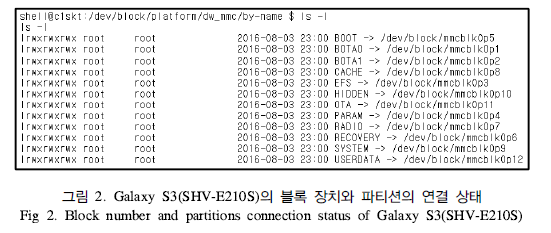 shell@c1skt:/dev/block/platform/dw_mmc/by-name $ ls -l
ls -l
lrwxrwxrwx root root 2016-08-03 23:00 BOOT -> /dev/block/mmcblk0p5
lrwxrwxrwx root root 2016-08-03 23:00 BOTA0 -> /dev/block/mmcblk0p1
lrwxrwxrwx root root 2016-08-03 23:00 BOTA1 -> /dev/block/mmcblk0p2
lrwxrwxrwx root root 2016-08-03 23:00 CACHE -> /dev/block/mmcblk0p8
lrwxrwxrwx root root 2016-08-03 23:00 EFS -> /dev/block/mmcblk0p3
lrwxrwxrwx root root 2016-08-03 23:00 HIDDEN -> /dev/block/mmcblk0p10
lrwxrwxrwx root root 2016-08-03 23:00 OTA -> /dev/block/mmcblk0p11
lrwxrwxrwx root root 2016-08-03 23:00 PARAM -> /dev/block/mmcblk0p4
lrwxrwxrwx root root 2016-08-03 23:00 RADIO -> /dev/block/mmcblk0p7
lrwxrwxrwx root root 2016-08-03 23:00 RECOVERY -> /dev/block/mmcblk0p6
lrwxrwxrwx root root 2016-08-03 23:00 SYSTEM -> /dev/block/mmcblk0p9
lrwxrwxrwx root root 2016-08-03 23:00 USERDATA -> /dev/block/mmcblk0p12
그림 2. Galaxy S3(SHV-E210S)의 블록 장치와 파티션의 연결 상태
Fig 2. Block number and partitions connection status of Galaxy S3(SHV-E210S)